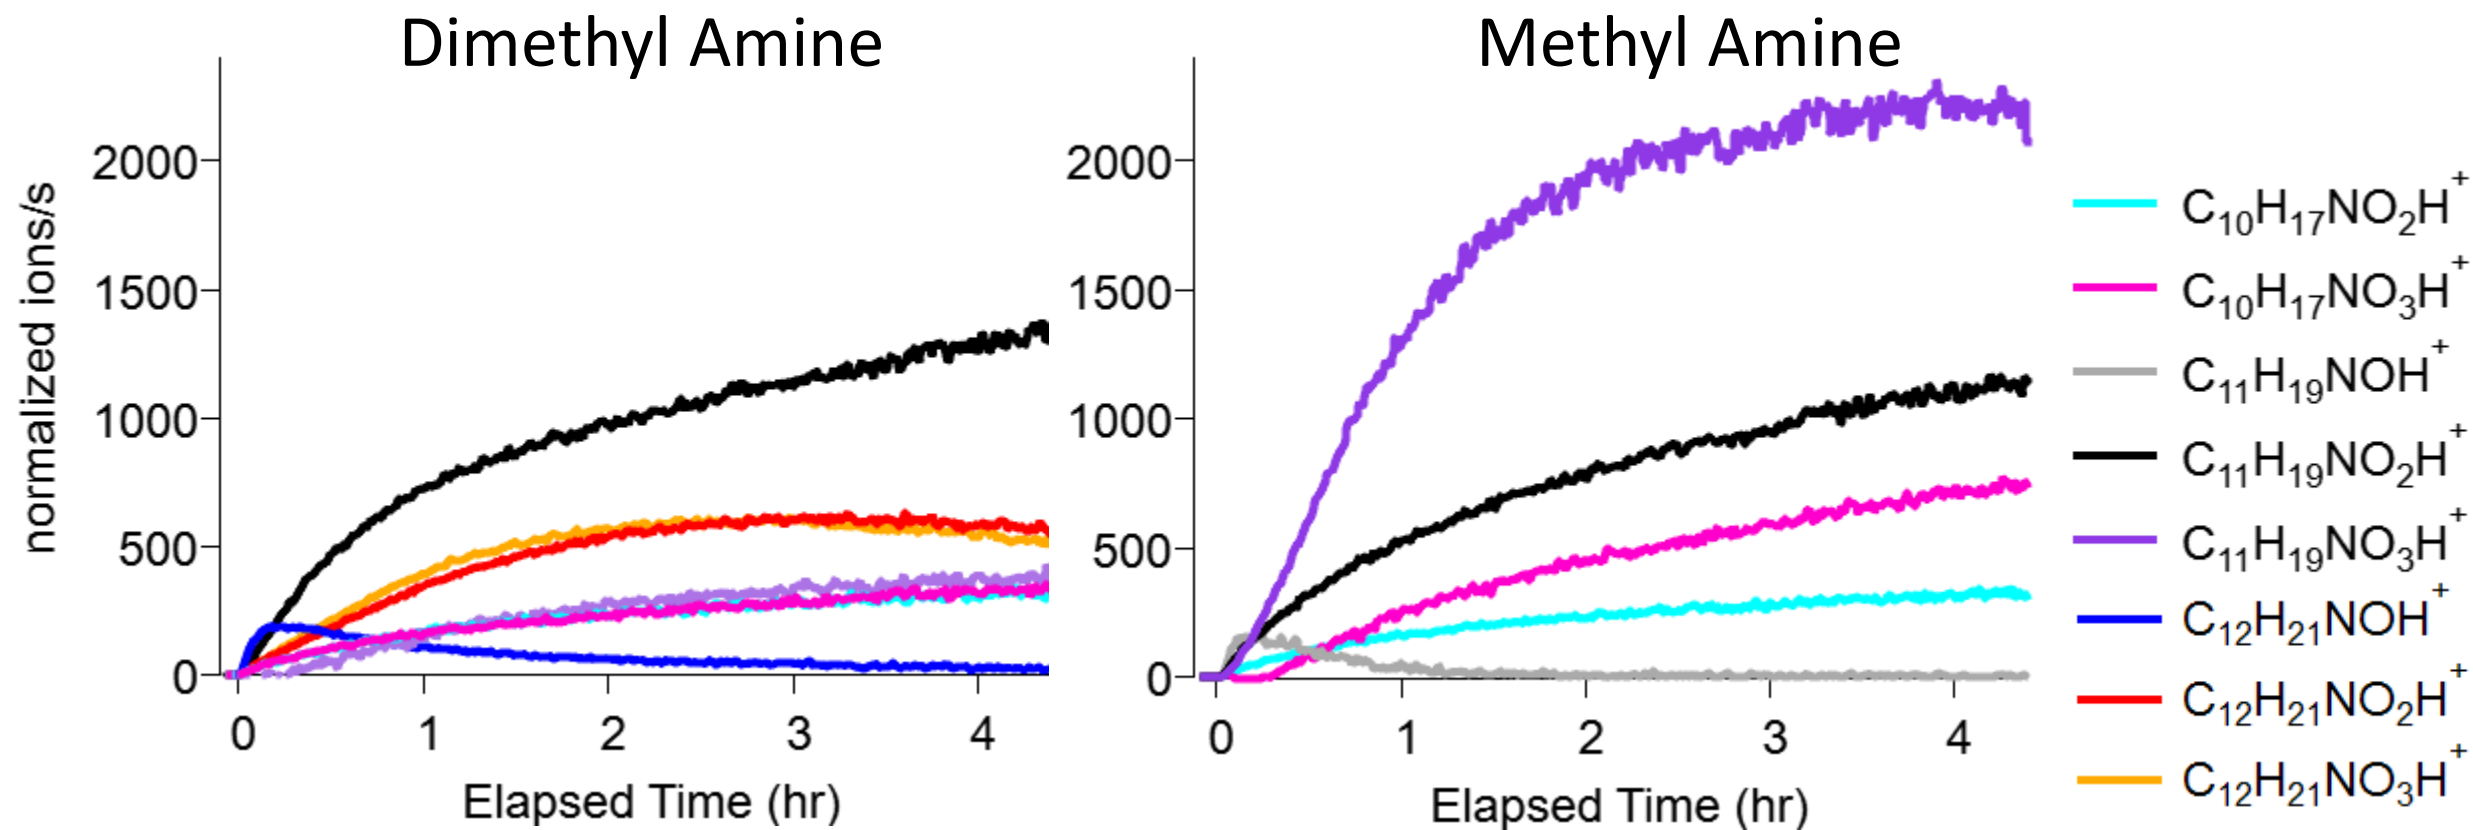 Dimethyl Amine
normalized ions/s
2000
1500
1000
500
0
0 1 2 3 4
Elapsed Time (hr)
Methyl Amine
2000
1500
1000
500
0
0 1 2 3 4
Elapsed Time (hr)
C₁₀H₁₇NO₂H⁺
C₁₀H₁₇NO₃H⁺
C₁₁H₁₉NOH⁺
C₁₁H₁₉NO₂H⁺
C₁₁H₁₉NO₃H⁺
C₁₂H₂₁NOH⁺
C₁₂H₂₁NO₂H⁺
C₁₂H₂₁NO₃H⁺